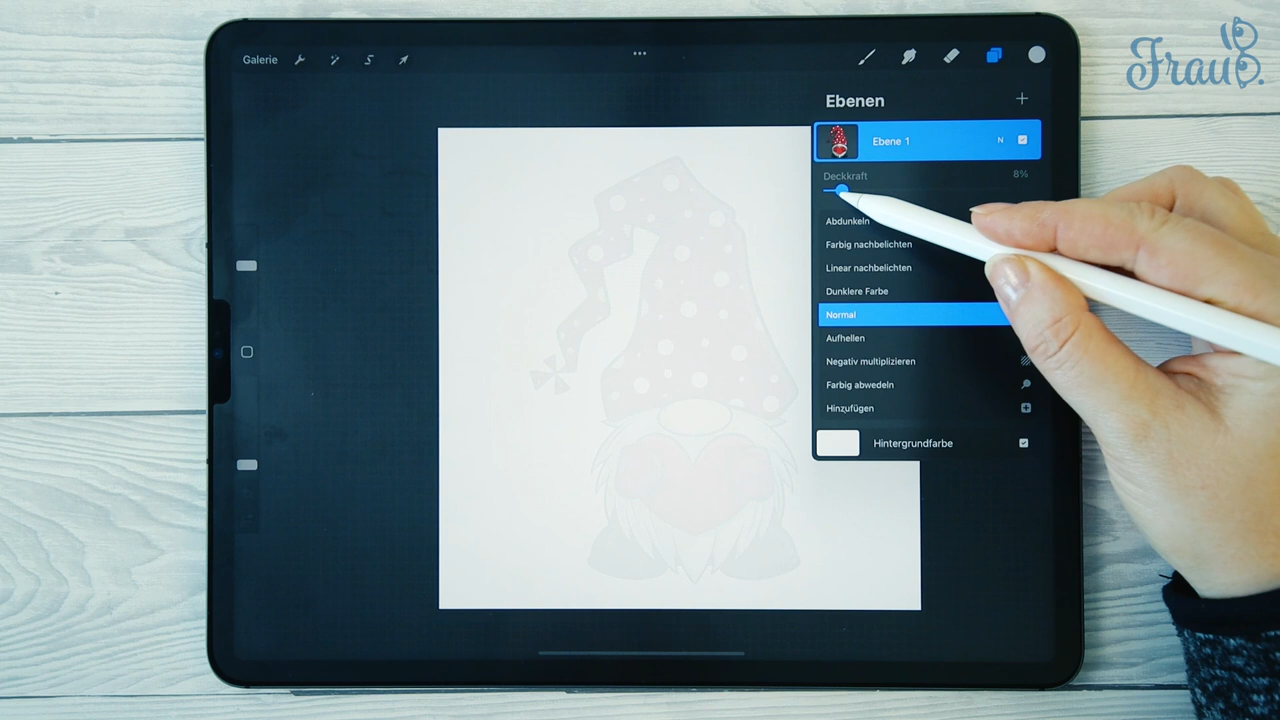 Galerie
Frau B.
Ebenen
Ebene 1
N
Deckkraft
8%
Abdunkeln
Farbig nachbelichten
Linear nachbelichten
Dunklere Farbe
Normal
Aufhellen
Negativ multiplizieren
Farbig abwedeln
Hinzufügen
Hintergrundfarbe